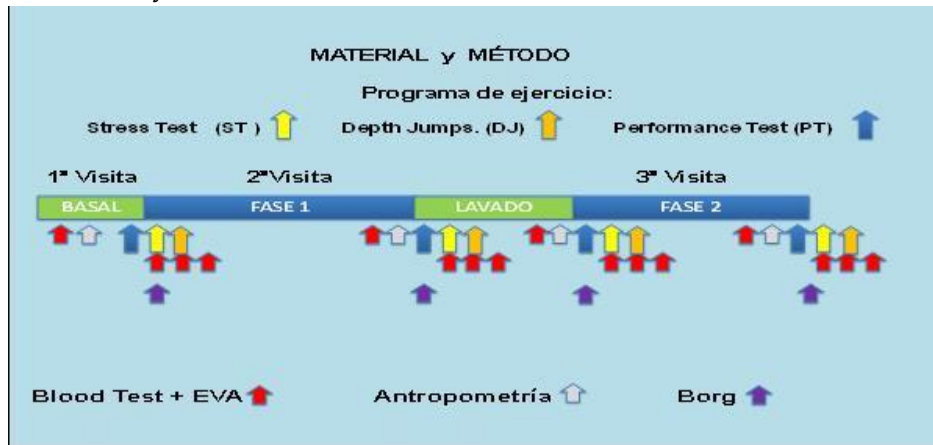 MATERIAL y MÉTODO
Programa de ejercicio:
Stress Test (ST) Depth Jumps. (DJ) Performance Test (PT)
1ª Visita 2ªVisita 3ª Visita
BASAL FASE 1 LAVADO FASE 2
Blood Test + EVA Antropometría Borg